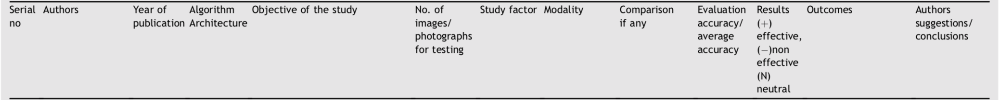 Serial no
Authors
Year of publication
Algorithm Architecture
Objective of the study
No. of images/ photographs for testing
Study factor
Modality
Comparison if any
Evaluation accuracy/ average accuracy
Results (+) effective, (−)non effective (N) neutral
Outcomes
Authors suggestions/ conclusions